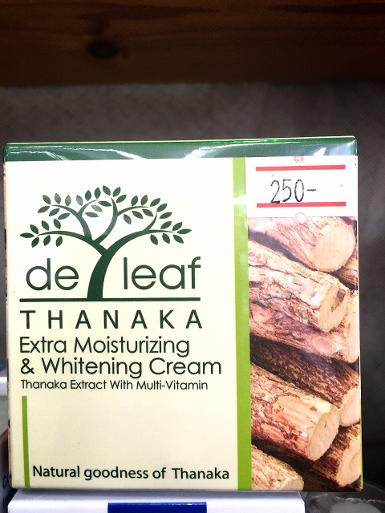 250-
de leaf
THANAKA
Extra Moisturizing
& Whitening Cream
Thanaka Extract With Multi-Vitamin
Natural goodness of Thanaka